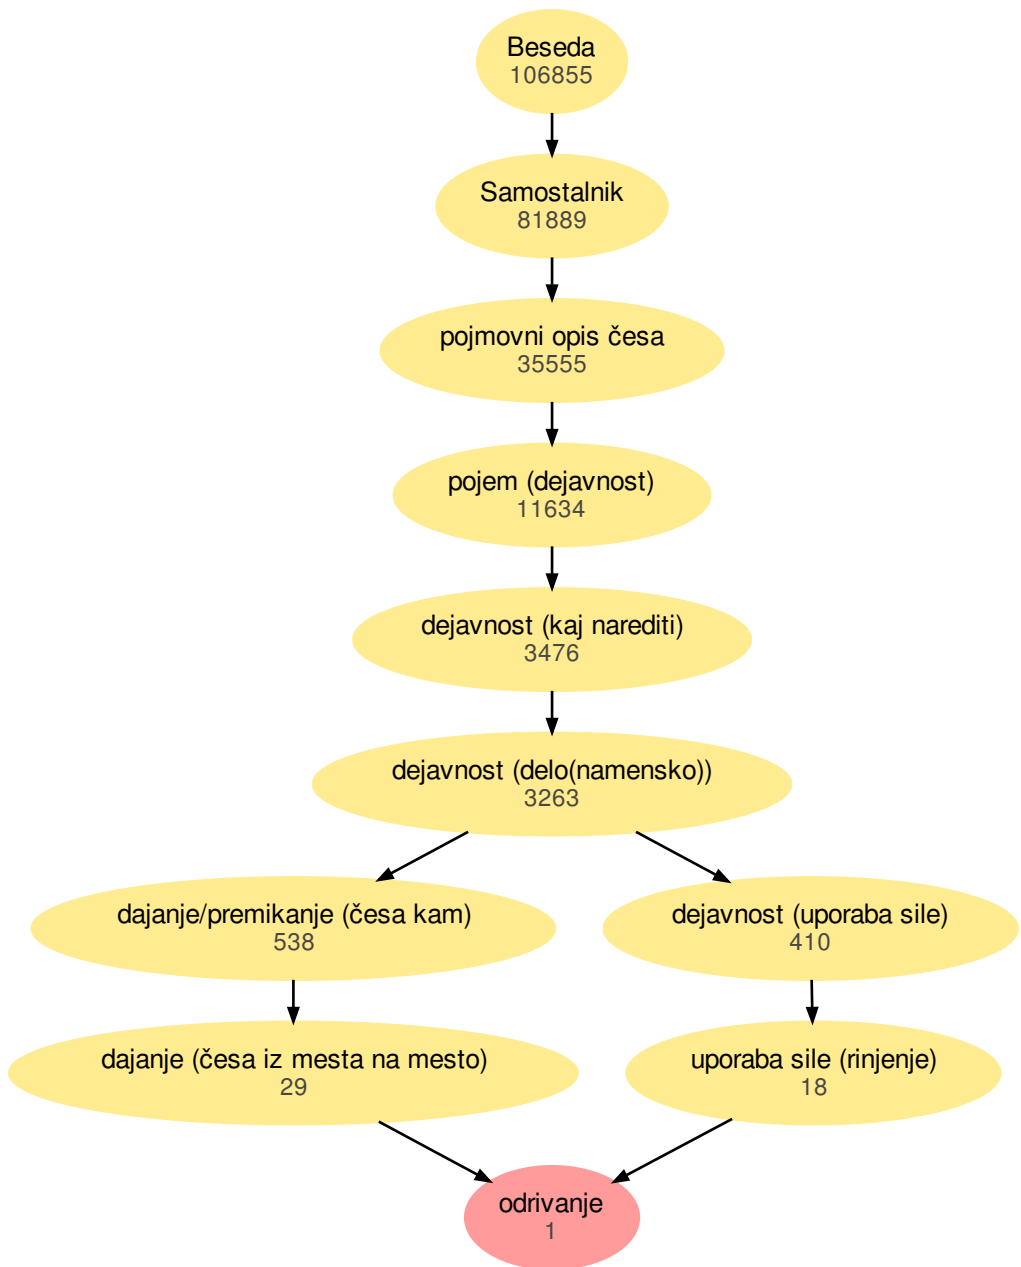 Beseda
106855
Samostalnik
81889
pojmovni opis česa
35555
pojem (dejavnost)
11634
dejavnost (kaj narediti)
3476
dejavnost (delo(namensko))
3263
dajanje/premikanje (česa kam)
538
dejavnost (uporaba sile)
410
dajanje (česa iz mesta na mesto)
29
uporaba sile (rinjenje)
18
odrivanje
1